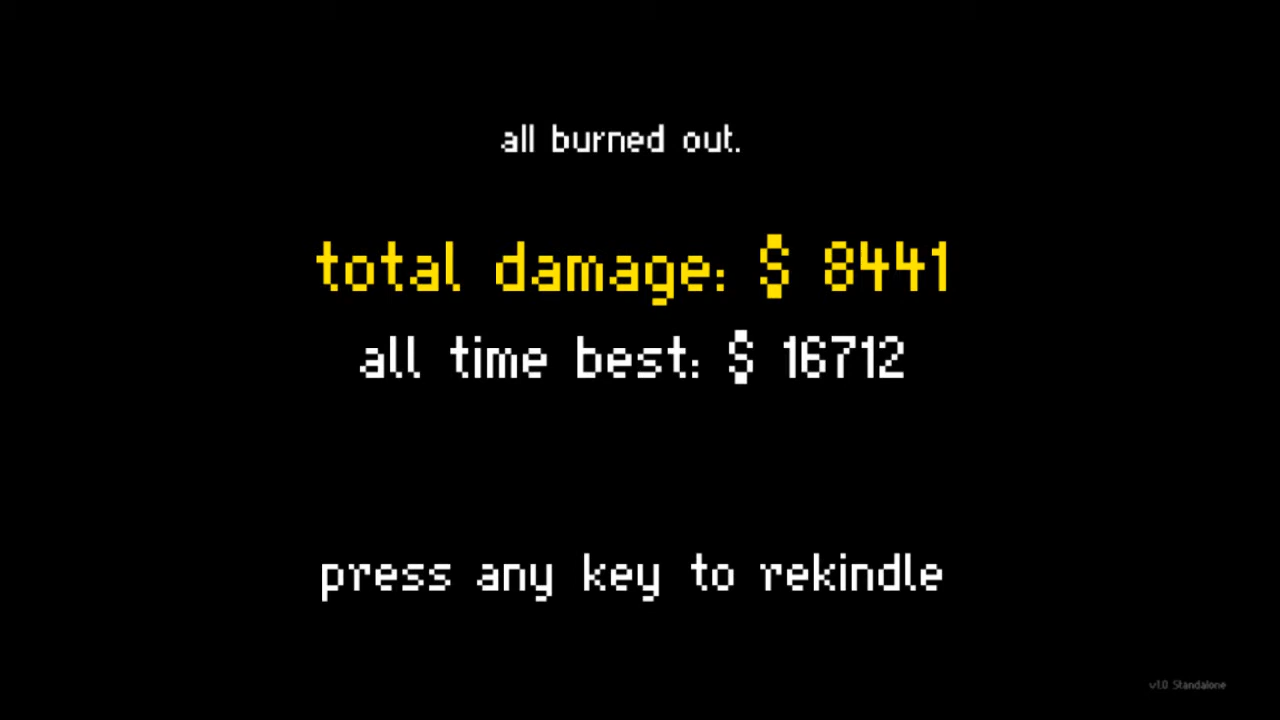 all burned out.
total damage: $ 8441
all time best: $ 16712
press any key to rekindle
v1.0 Standalone